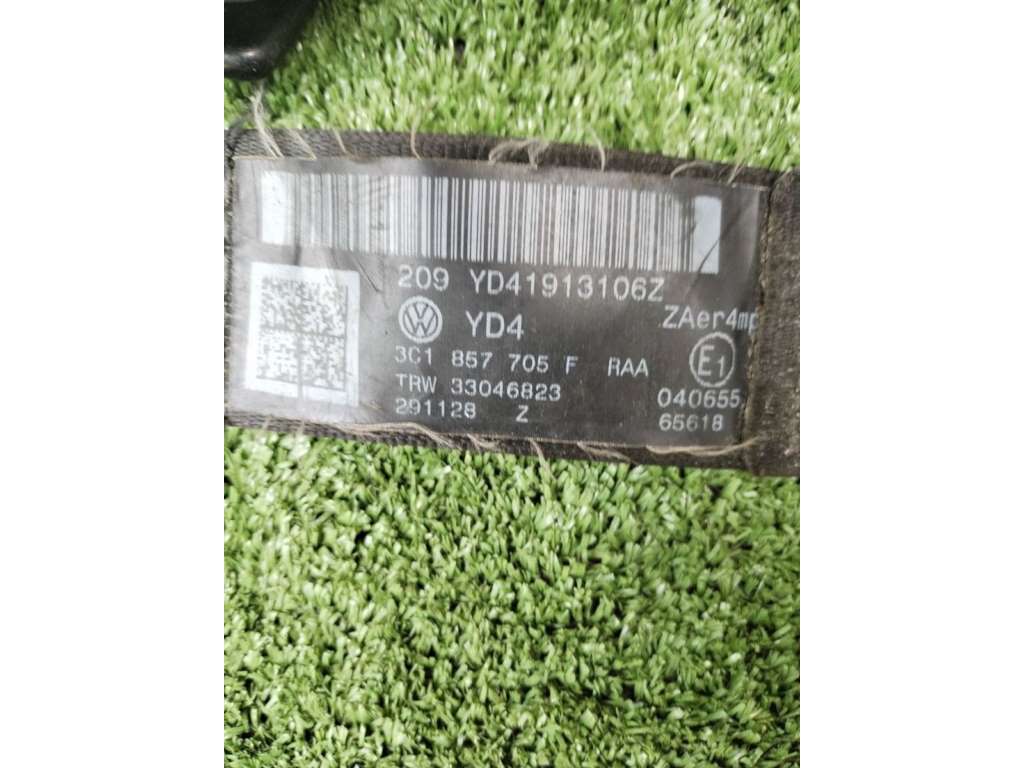 209 YD41913106Z
YD4 ZAer4mp
3C1 857 705 F RAA E1
TRW 33046823 040655
291128 Z 65618